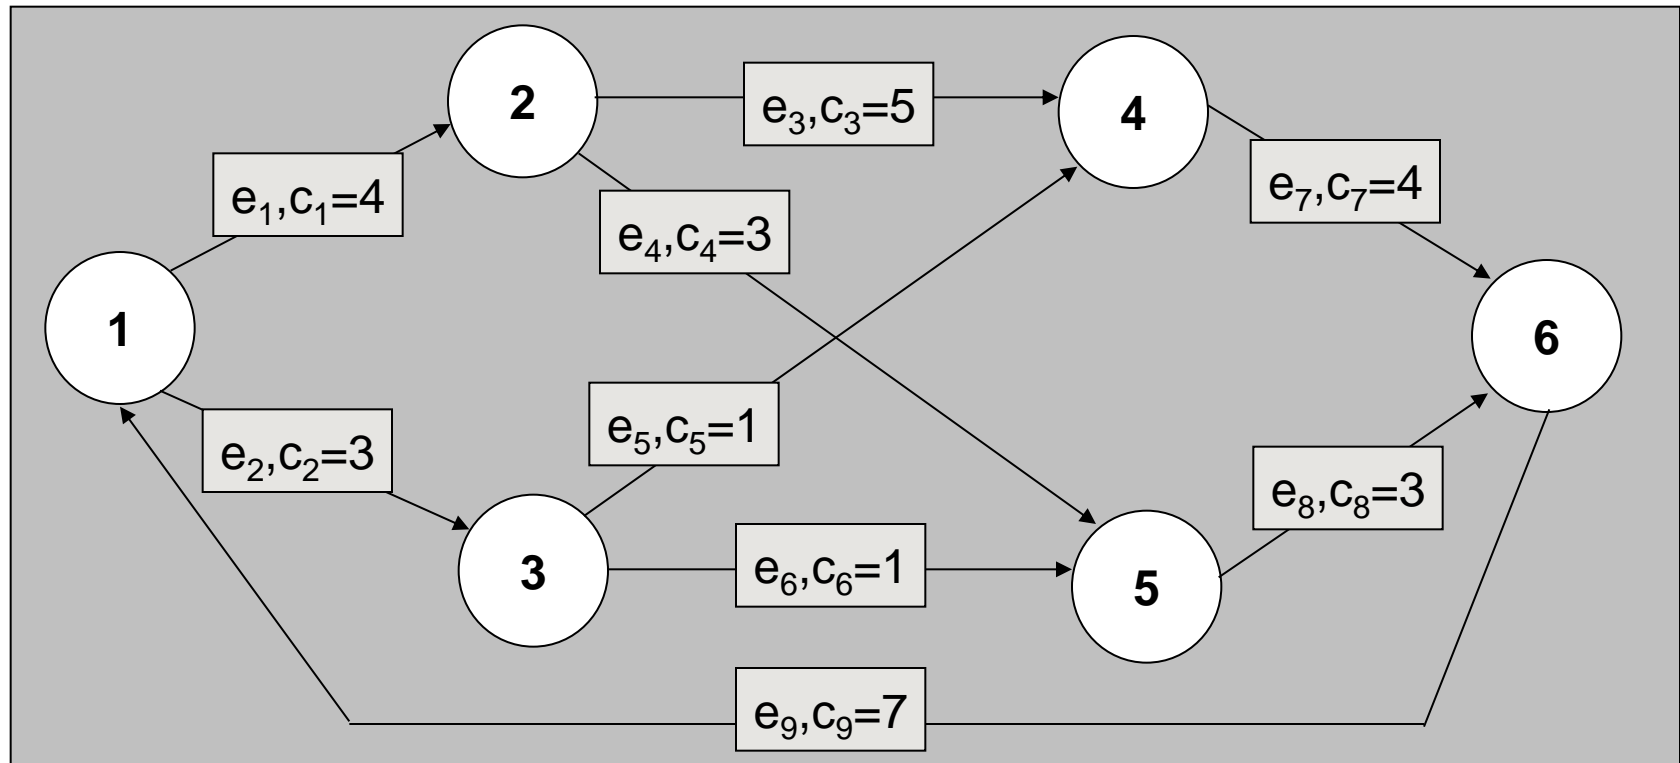 2
e₃,c₃=5
4
e₁,c₁=4
e₇,c₇=4
e₄,c₄=3
1
6
e₅,c₅=1
e₂,c₂=3
e₈,c₈=3
3
e₆,c₆=1
5
e₉,c₉=7